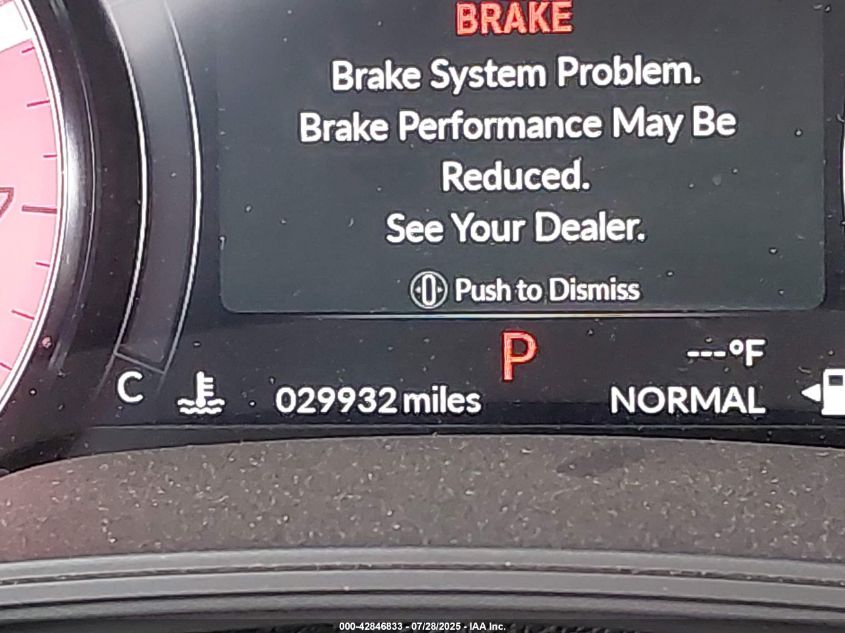 BRAKE
Brake System Problem.
Brake Performance May Be
Reduced.
See Your Dealer.
Push to Dismiss
P
---°F
C
029932 miles
NORMAL
000-42846833 - 07/28/2025 - IAA Inc.